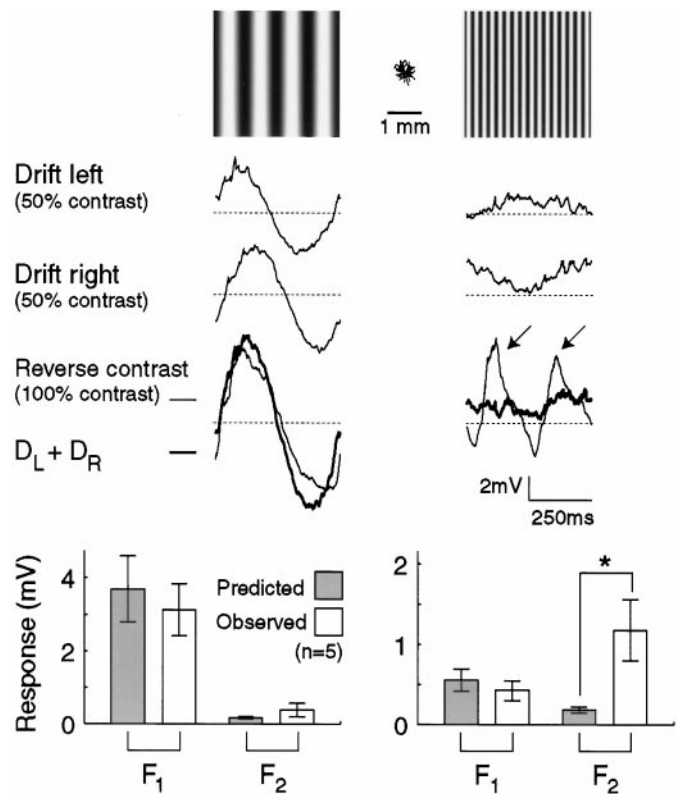 1 mm
Drift left
(50% contrast)
Drift right
(50% contrast)
Reverse contrast
(100% contrast)
D_L + D_R
2mV
250ms
Response (mV)
4
2
0
Predicted
Observed
(n=5)
F_1
F_2
2
1
0
*
F_1
F_2